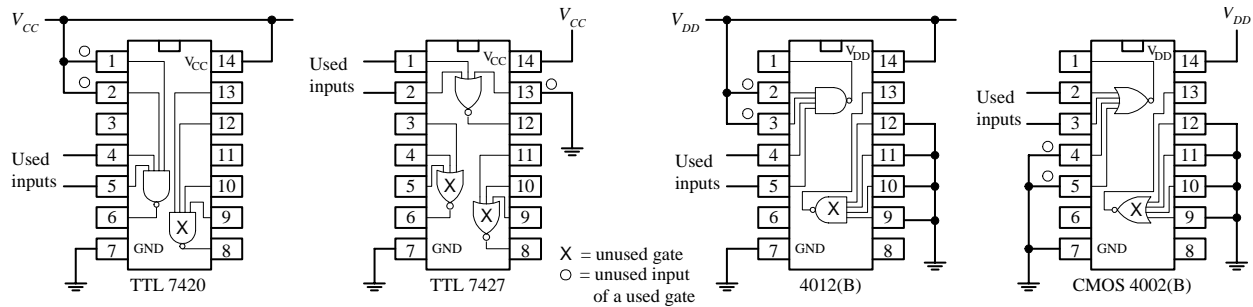 V_CC
1
2
3
4
5
6
7
14
13
12
11
10
9
8
V_CC
GND
Used
inputs
TTL 7420
V_CC
1
2
3
4
5
6
7
14
13
12
11
10
9
8
GND
Used
inputs
TTL 7427
X = unused gate
○ = unused input
of a used gate
V_DD
1
2
3
4
5
6
7
14
13
12
11
10
9
8
V_DD
GND
Used
inputs
4012(B)
V_DD
1
2
3
4
5
6
7
14
13
12
11
10
9
8
V_DD
GND
Used
inputs
CMOS 4002(B)
X
X
X
X
X